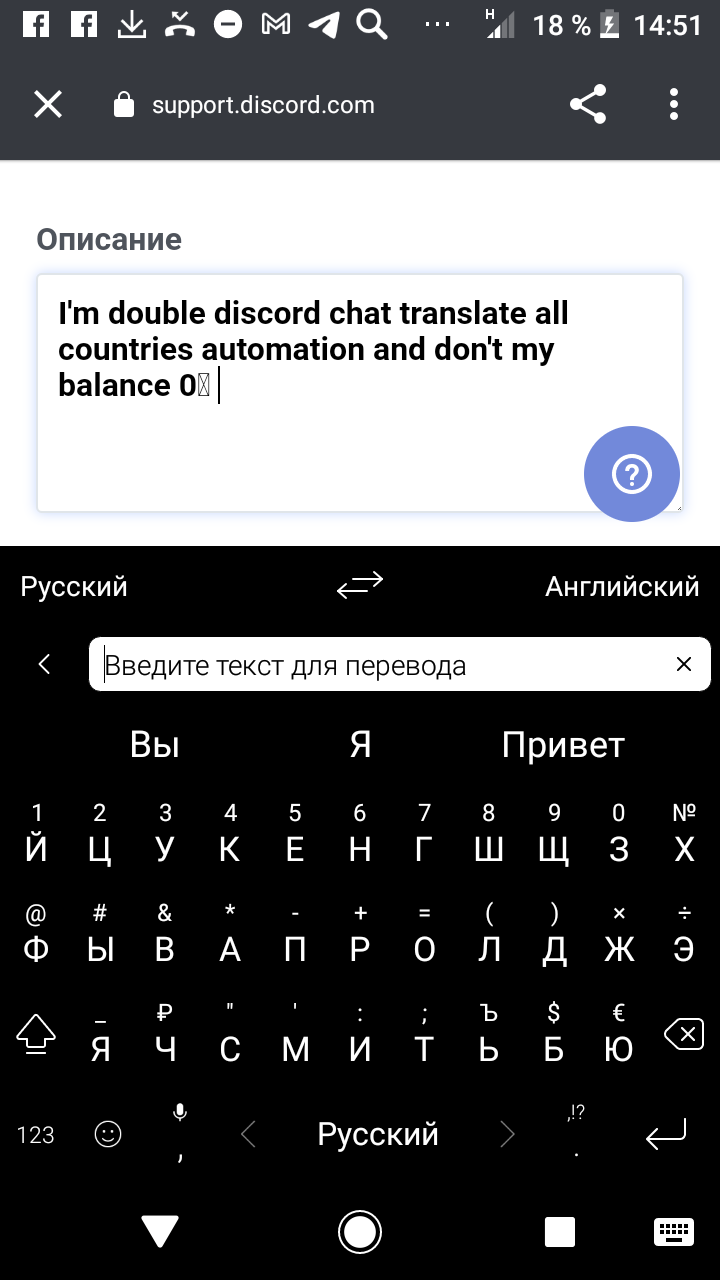 H 18 % 14:51
support.discord.com
Описание
I'm double discord chat translate all
countries automation and don't my
balance 0
Русский Английский
Введите текст для перевода
Вы Я Привет
1 2 3 4 5 6 7 8 9 0 №
Й Ц У К Е Н Г Ш Щ З Х
@ # & * - + = ( ) × ÷
Ф Ы В А П Р О Л Д Ж Э
_ ₽ " ' : ; Ъ $ €
Я Ч С М И Т Ь Б Ю
,!?
123 , Русский .